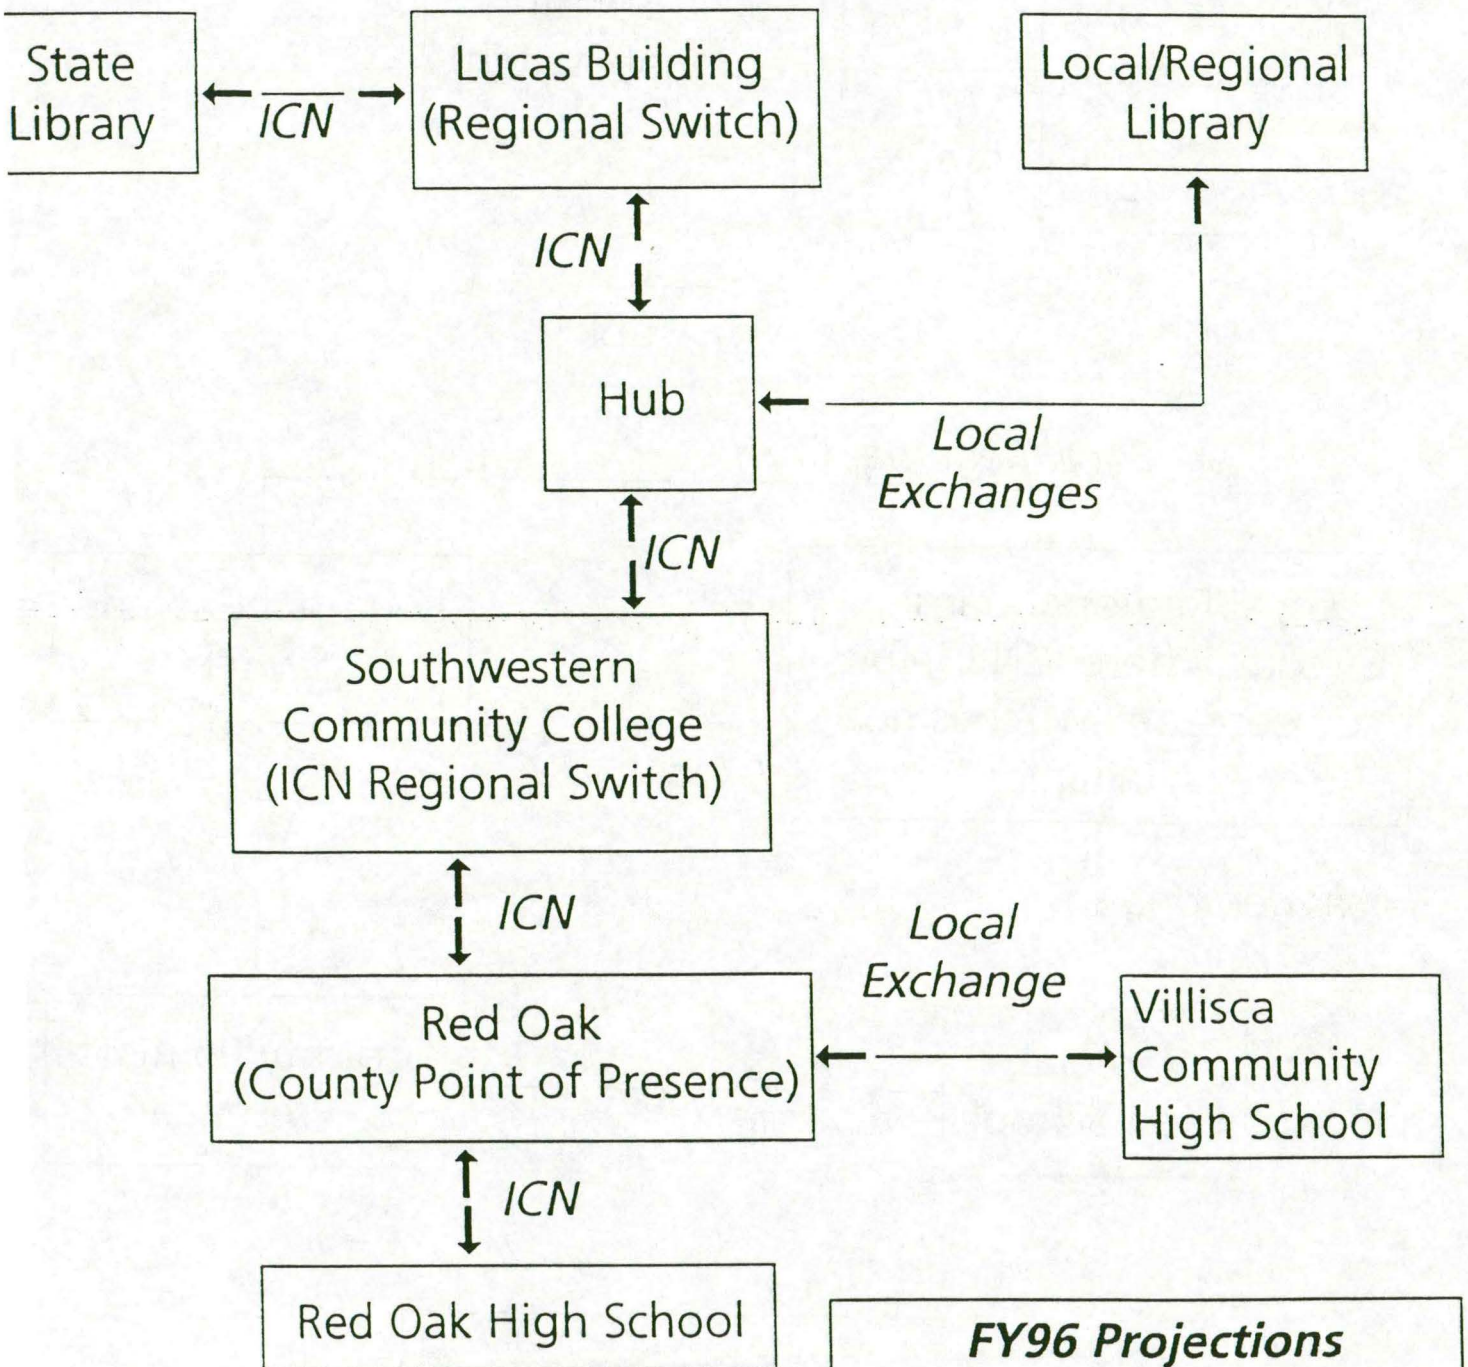 State
Library
ICN
Lucas Building
(Regional Switch)
Local/Regional
Library
ICN
Hub
Local
Exchanges
ICN
Southwestern
Community College
(ICN Regional Switch)
ICN
Local
Exchange
Red Oak
(County Point of Presence)
Villisca
Community
High School
ICN
Red Oak High School
FY96 Projections